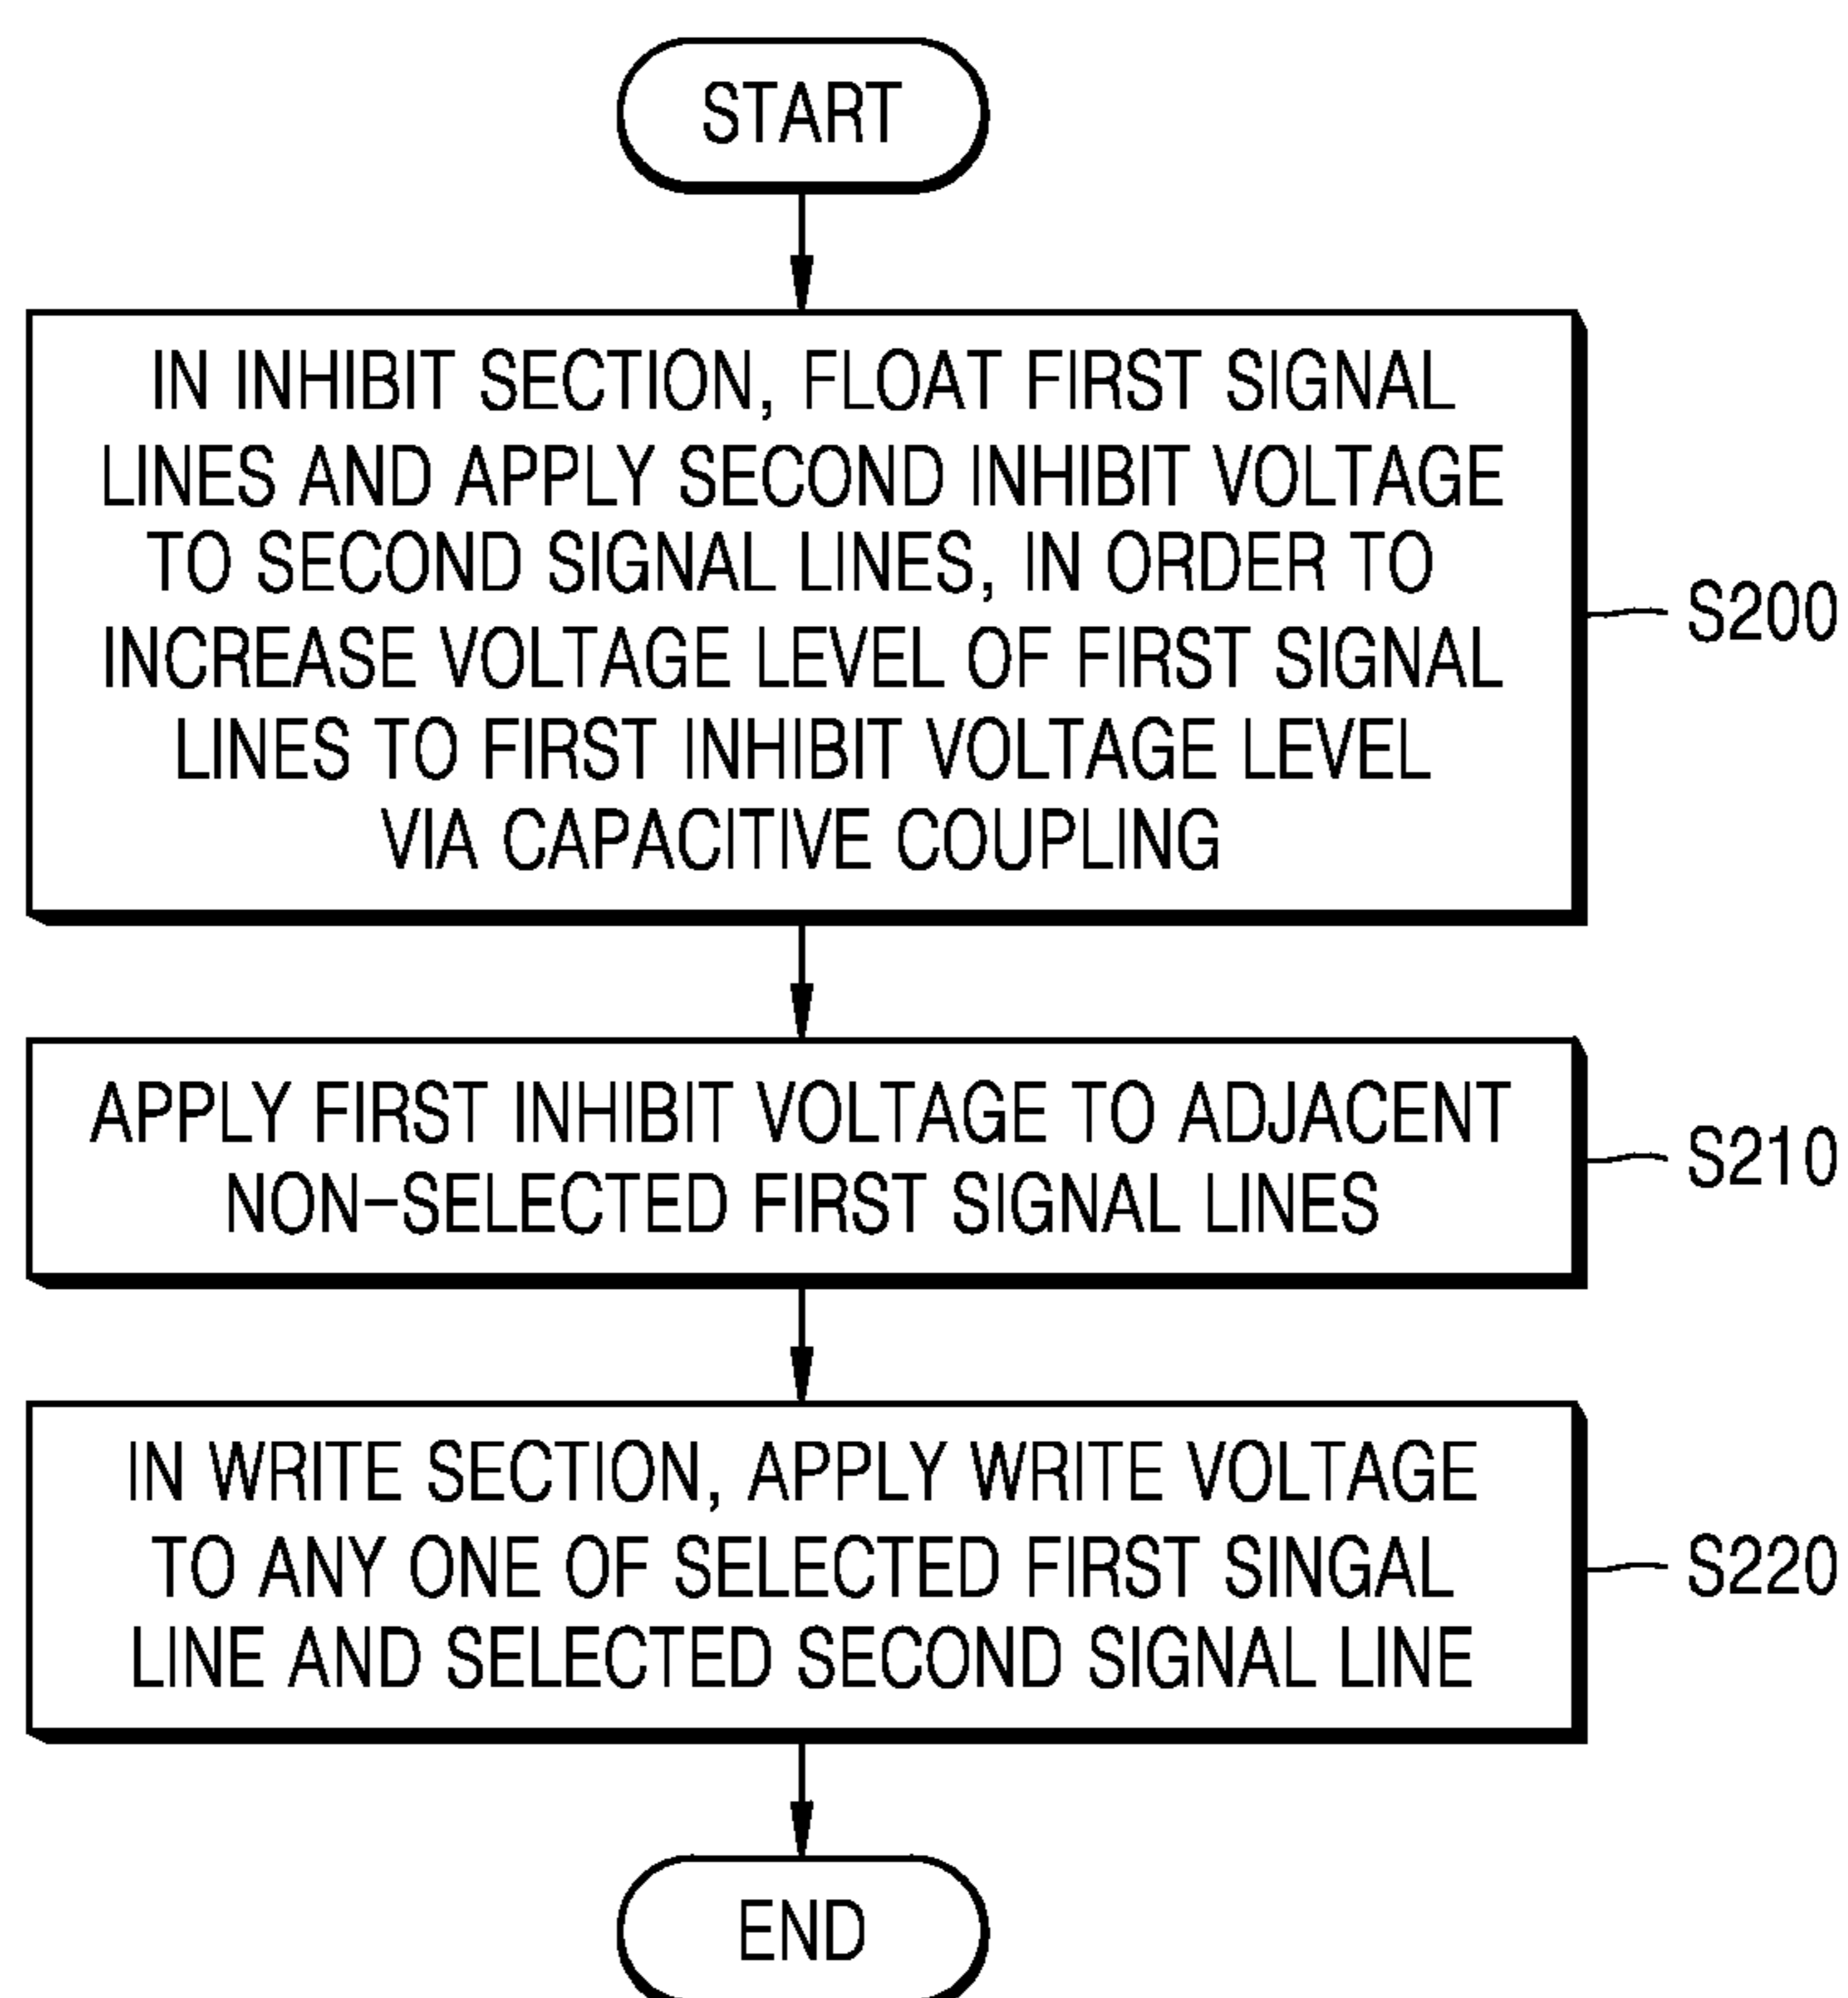 START
IN INHIBIT SECTION, FLOAT FIRST SIGNAL
LINES AND APPLY SECOND INHIBIT VOLTAGE
TO SECOND SIGNAL LINES, IN ORDER TO
INCREASE VOLTAGE LEVEL OF FIRST SIGNAL
LINES TO FIRST INHIBIT VOLTAGE LEVEL
VIA CAPACITIVE COUPLING
S200
APPLY FIRST INHIBIT VOLTAGE TO ADJACENT
NON-SELECTED FIRST SIGNAL LINES
S210
IN WRITE SECTION, APPLY WRITE VOLTAGE
TO ANY ONE OF SELECTED FIRST SINGAL
LINE AND SELECTED SECOND SIGNAL LINE
S220
END